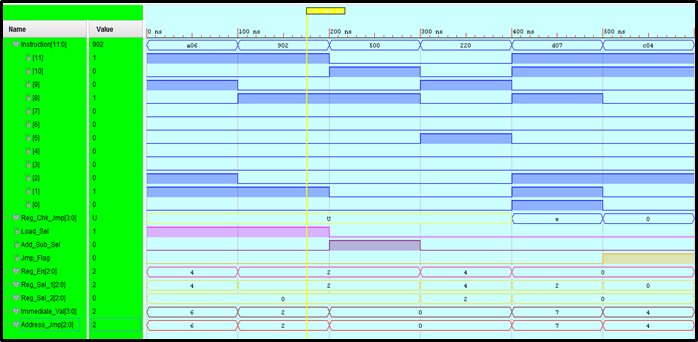 Name Value 0 ns 100 ns 200 ns 300 ns 400 ns 500 ns
Instruction[11:0] 902 a06 902 500 220 d07 c04
[11] 1
[10] 0
[9] 0
[8] 1
[7] 0
[6] 0
[5] 0
[4] 0
[3] 0
[2] 0
[1] 1
[0] 0
Reg_Chk_Jmp[3:0] U U e 0
Load_Sel 1
Add_Sub_Sel 0
Jmp_Flag 0
Reg_En[2:0] 2 4 2 4 0
Reg_Sel_1[2:0] 2 4 2 4 2 0
Reg_Sel_2[2:0] 0 0 2 0
Immediate_Val[3:0] 2 6 2 0 7 4
Address_Jmp[2:0] 2 6 2 0 7 4